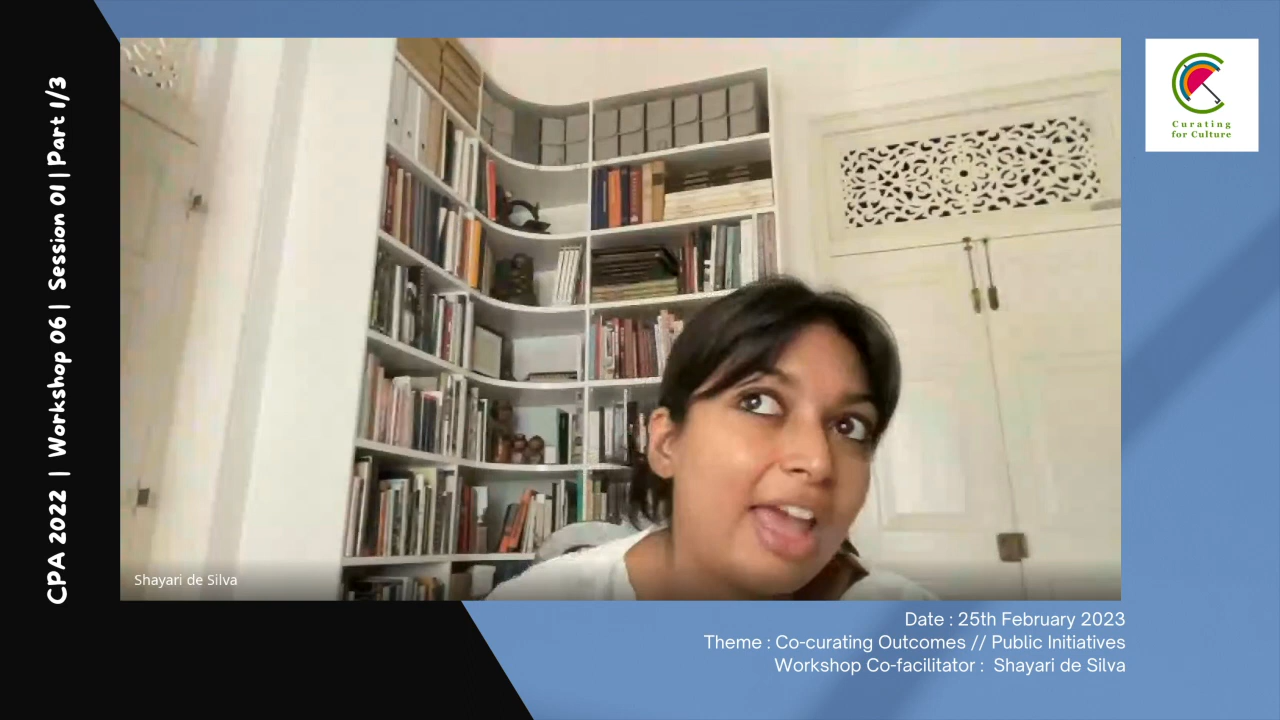 CPA 2022 | Workshop 06 | Session 01 | Part 1/3
Curating
for Culture
Shayari de Silva
Date : 25th February 2023
Theme : Co-curating Outcomes // Public Initiatives
Workshop Co-facilitator : Shayari de Silva